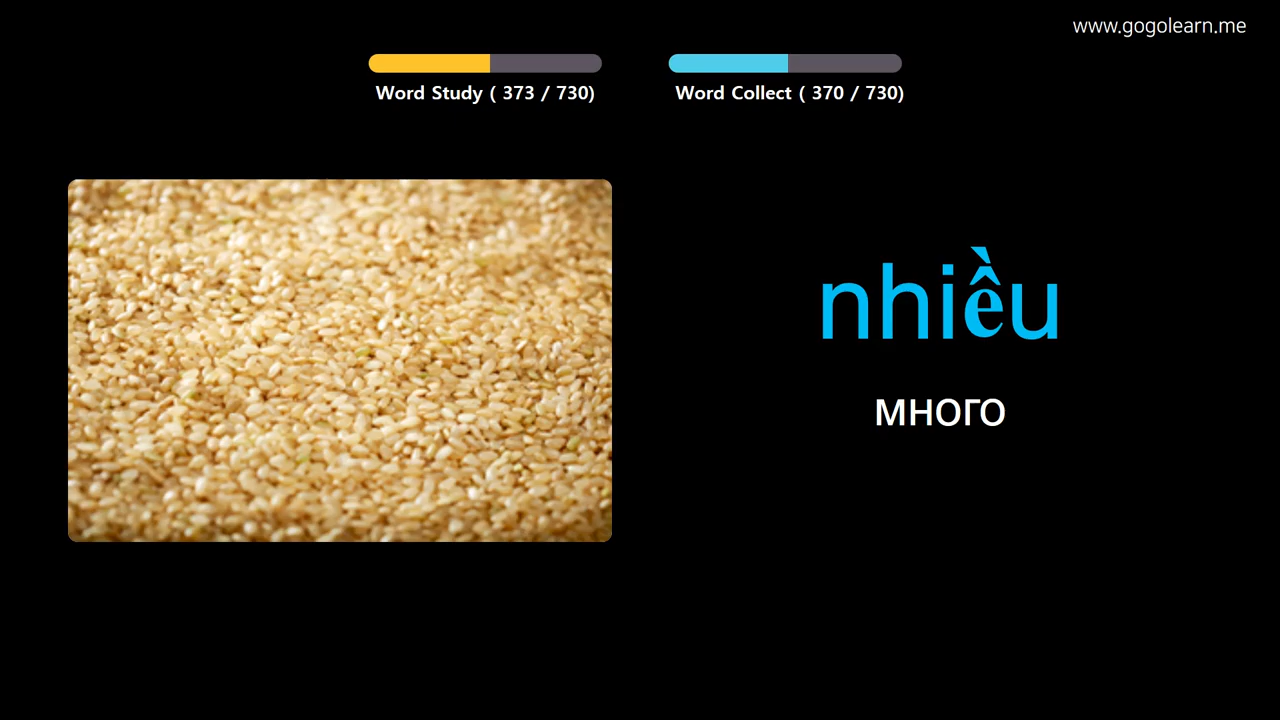 www.gogolearn.me
Word Study ( 373 / 730)
Word Collect ( 370 / 730)
nhiều
много